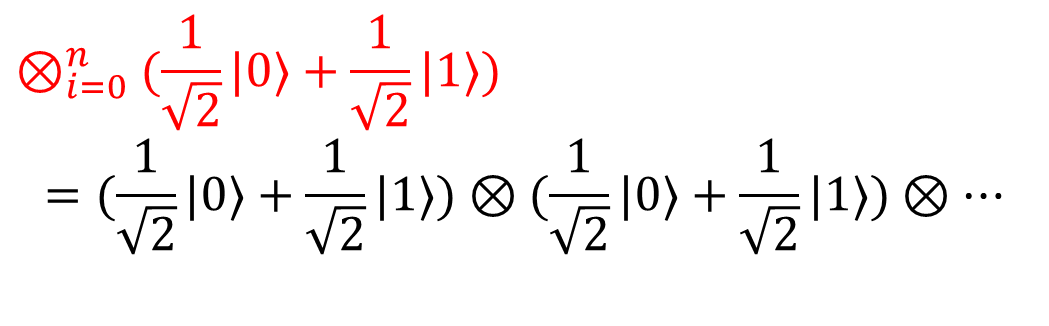 ⊗ⁿᵢ₌₀ (1/√2 |0⟩ + 1/√2 |1⟩)
= (1/√2 |0⟩ + 1/√2 |1⟩) ⊗ (1/√2 |0⟩ + 1/√2 |1⟩) ⊗ ⋯